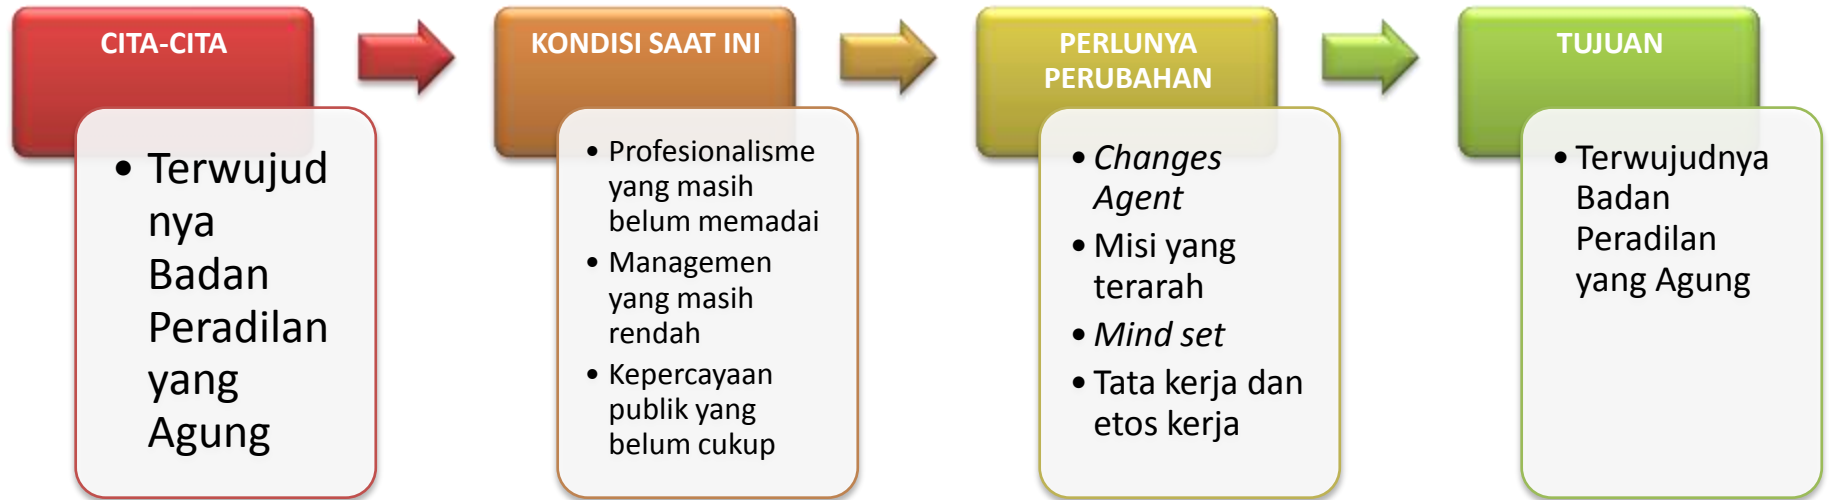 CITA-CITA
• Terwujud
nya
Badan
Peradilan
yang
Agung
KONDISI SAAT INI
• Profesionalisme
yang masih
belum memadai
• Managemen
yang masih
rendah
• Kepercayaan
publik yang
belum cukup
PERLUNYA
PERUBAHAN
• Changes
Agent
• Misi yang
terarah
• Mind set
• Tata kerja dan
etos kerja
TUJUAN
• Terwujudnya
Badan
Peradilan
yang Agung